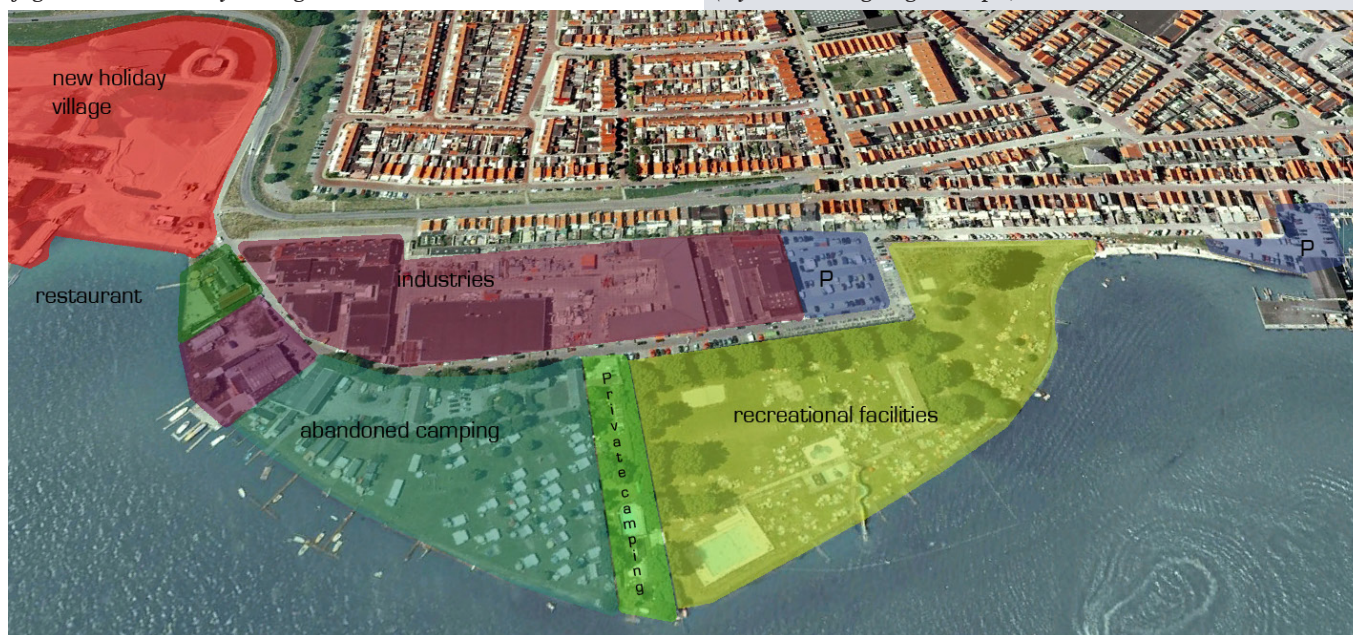 new holiday
village
restaurant
industries
P
P
abandoned camping
Private camping
recreational facilities